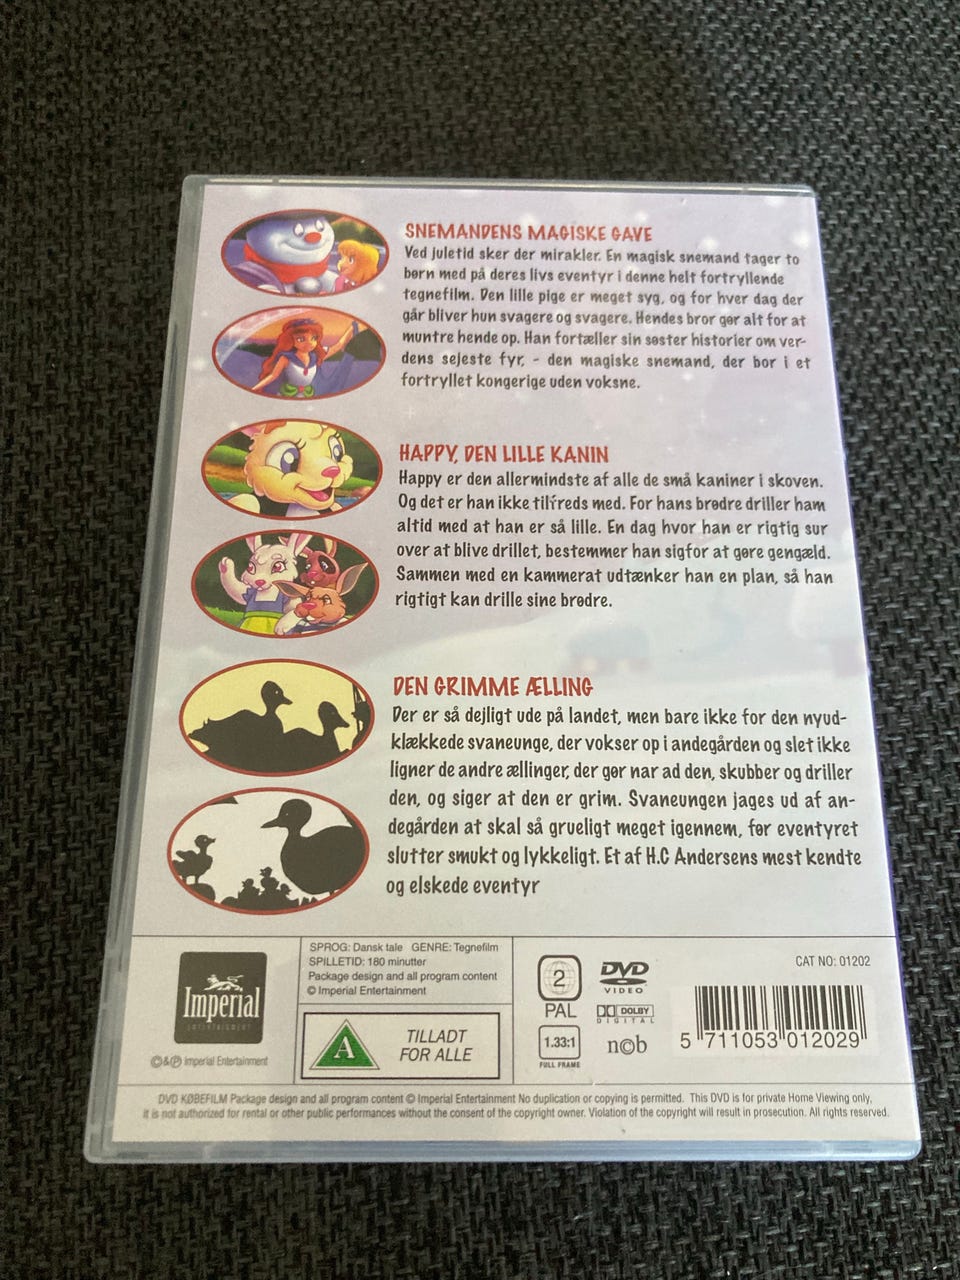 SNEMANDENS MAGISKE GAVE
Ved juletid sker der mirakler. En magisk snemand tager to
børn med på deres livs eventyr i denne helt fortryllende
tegnefilm. Den lille pige er meget syg, og for hver dag der
går bliver hun svagere og svagere. Hendes bror gør alt for at
muntre hende op. Han fortæller sin søster historier om ver-
dens sejeste fyr, - den magiske snemand, der bor i et
fortryllet kongerige uden voksne.
HAPPY, DEN LILLE KANIN
Happy er den allermindste af alle de små kaniner i skoven.
Og det er han ikke tilfreds med. For hans brødre driller ham
altid med at han er så lille. En dag hvor han er rigtig sur
over at blive drillet, bestemmer han sigfor at gøre gengæld.
Sammen med en kammerat udtænker han en plan, så han
rigtigt kan drille sine brødre.
DEN GRIMME ÆLLING
Der er så dejligt ude på landet, men bare ikke for den nyud-
klækkede svaneunge, der vokser op i andegården og slet ikke
ligner de andre ællinger, der gør nar ad den, skubber og driller
den, og siger at den er grim. Svaneungen jages ud af an-
degården at skal så grueligt meget igennem, før eventyret
slutter smukt og lykkeligt. Et af H.C Andersens mest kendte
og elskede eventyr
Imperial
ENTERTAINMENT
©&℗ Imperial Entertainment
SPROG: Dansk tale GENRE: Tegnefilm
SPILLETID: 180 minutter
Package design and all program content
© Imperial Entertainment
A
TILLADT
FOR ALLE
2
PAL
1.33:1
FULL FRAME
DVD
VIDEO
DOLBY
DIGITAL
n©b
CAT NO: 01202
5 711053 012029
DVD KØBEFILM Package design and all program content © Imperial Entertainment No duplication or copying is permitted. This DVD is for private Home Viewing only,
it is not authorized for rental or other public performances without the consent of the copyright owner. Violation of the copyright will result in prosecution. All rights reserved.